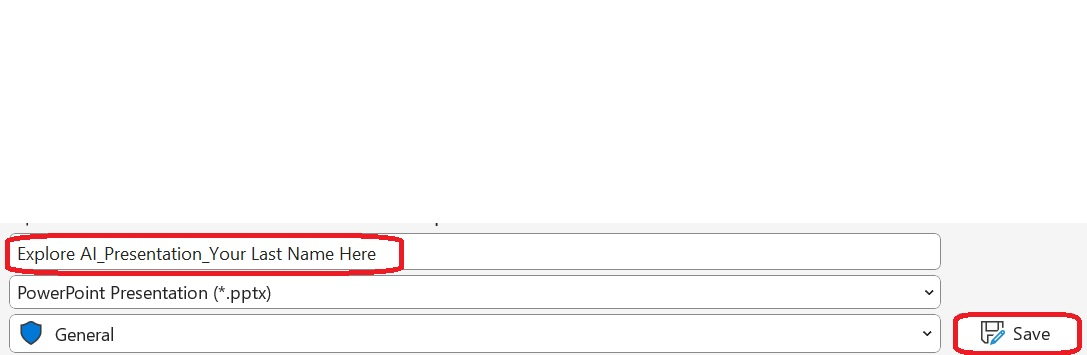 Explore AI_Presentation_Your Last Name Here
PowerPoint Presentation (*.pptx)
General
Save